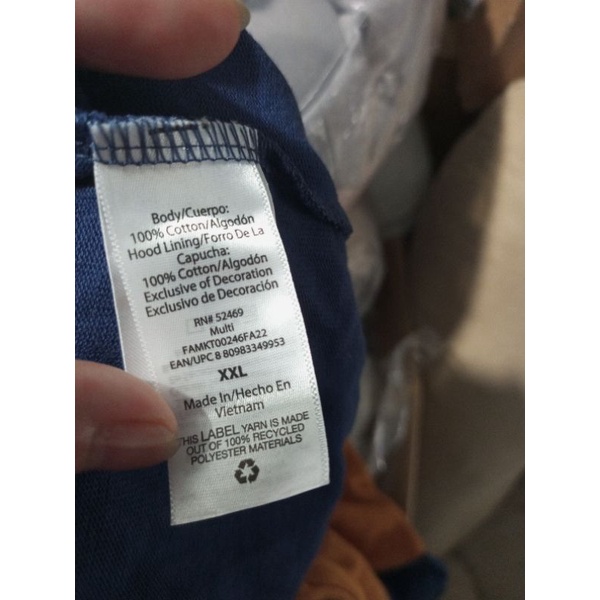 Body/Cuerpo:
100% Cotton/Algodón
Hood Lining/Forro De La
Capucha:
100% Cotton/Algodón
Exclusive of Decoration
Exclusivo de Decoración
RN# 52469
Multi
FAMKT00246FA22
EAN/UPC 8 80983349953
XXL
Made In/Hecho En
Vietnam
THIS LABEL YARN IS MADE
OUT OF 100% RECYCLED
POLYESTER MATERIALS